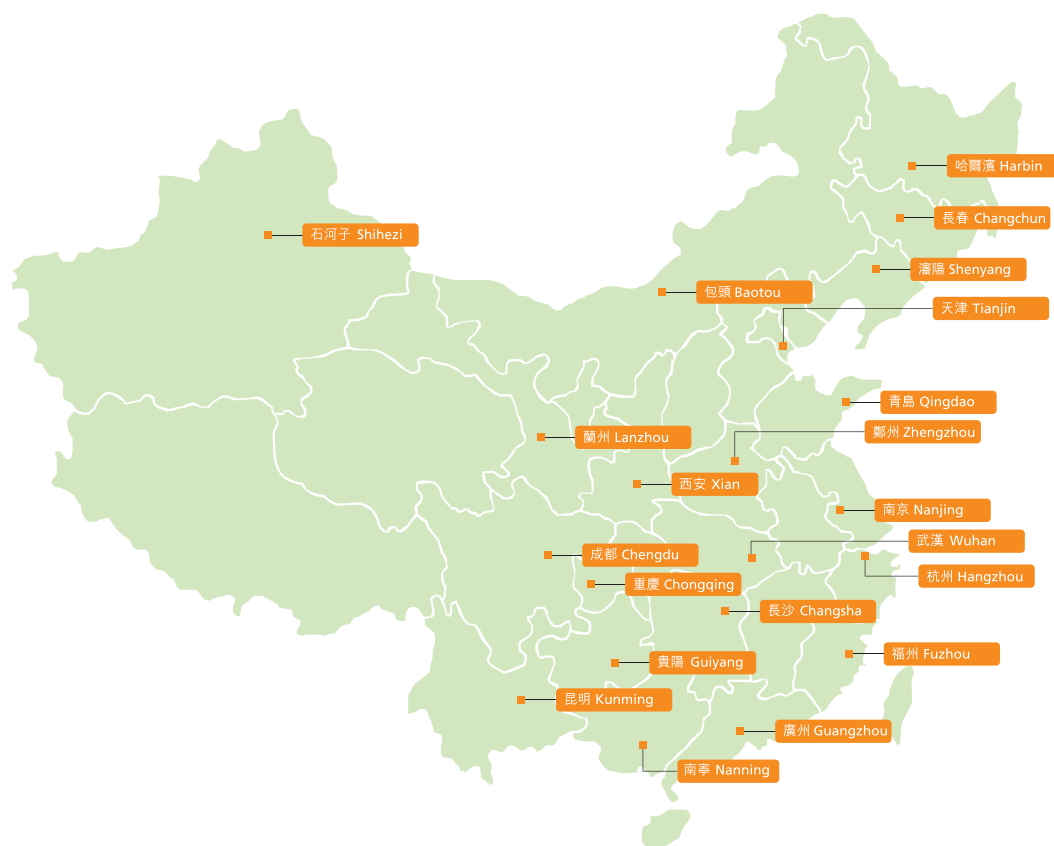 哈爾濱 Harbin
長春 Changchun
石河子 Shihezi
瀋陽 Shenyang
包頭 Baotou
天津 Tianjin
青島 Qingdao
鄭州 Zhengzhou
蘭州 Lanzhou
西安 Xian
南京 Nanjing
武漢 Wuhan
成都 Chengdu
杭州 Hangzhou
重慶 Chongqing
長沙 Changsha
福州 Fuzhou
貴陽 Guiyang
昆明 Kunming
廣州 Guangzhou
南寧 Nanning